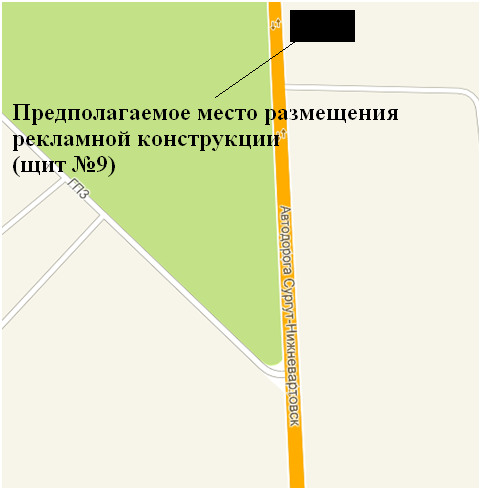 Предполагаемое место размещения
рекламной конструкции
(щит №9)
ГПЗ
Автодорога Сургут-Нижневартовск